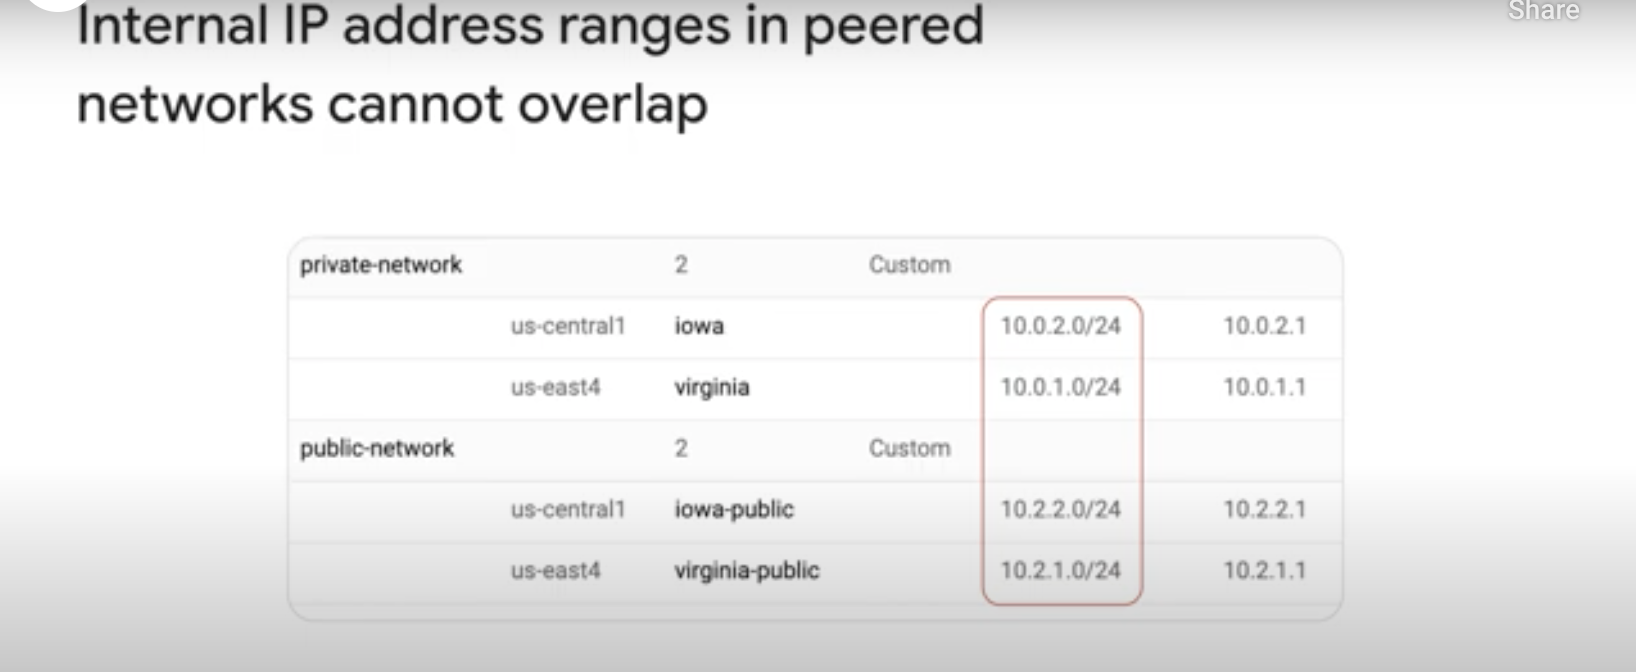 Share
Internal IP address ranges in peered
networks cannot overlap
private-network 2 Custom
us-central1 iowa 10.0.2.0/24 10.0.2.1
us-east4 virginia 10.0.1.0/24 10.0.1.1
public-network 2 Custom
us-central1 iowa-public 10.2.2.0/24 10.2.2.1
us-east4 virginia-public 10.2.1.0/24 10.2.1.1